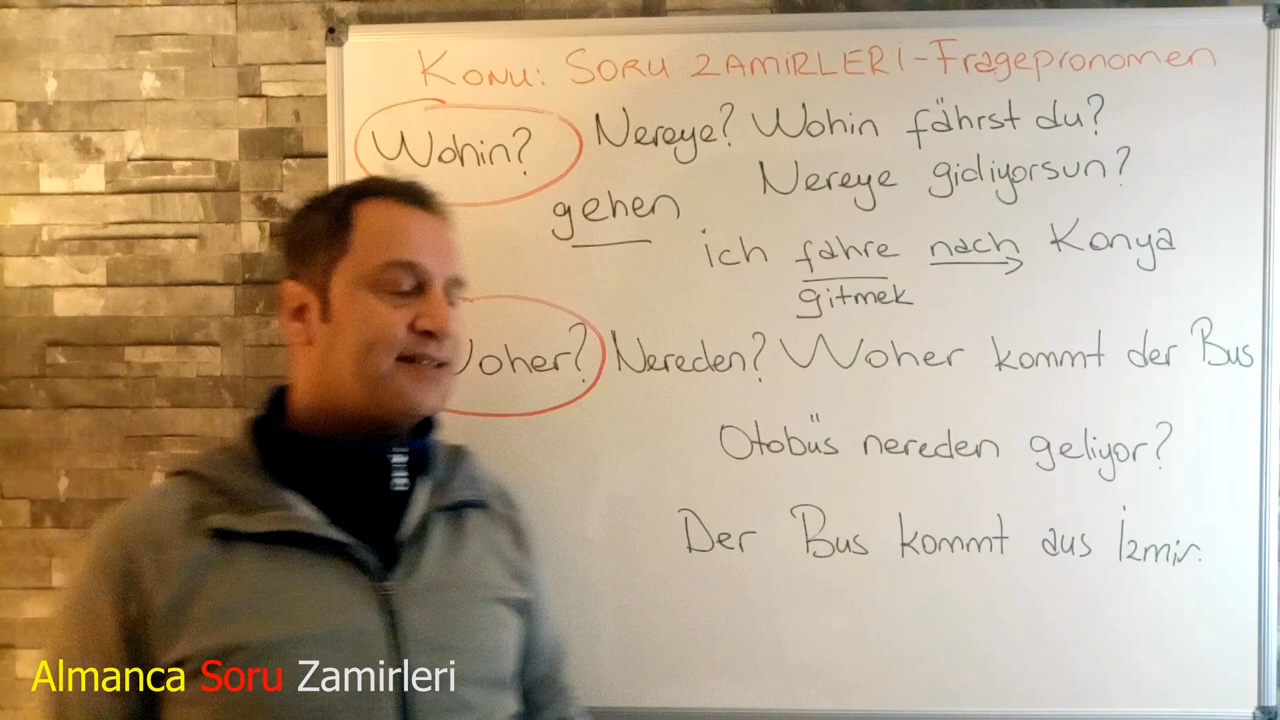 KONU: SORU ZAMIRLERİ-Fragepronomen
Wohin? Nereye? Wohin fährst du?
Nereye gidiyorsun?
gehen
ich fahre nach Konya
gitmek
Woher? Nereden? Woher kommt der Bus
Otobüs nereden geliyor?
Der Bus kommt aus İzmir.
Almanca Soru Zamirleri